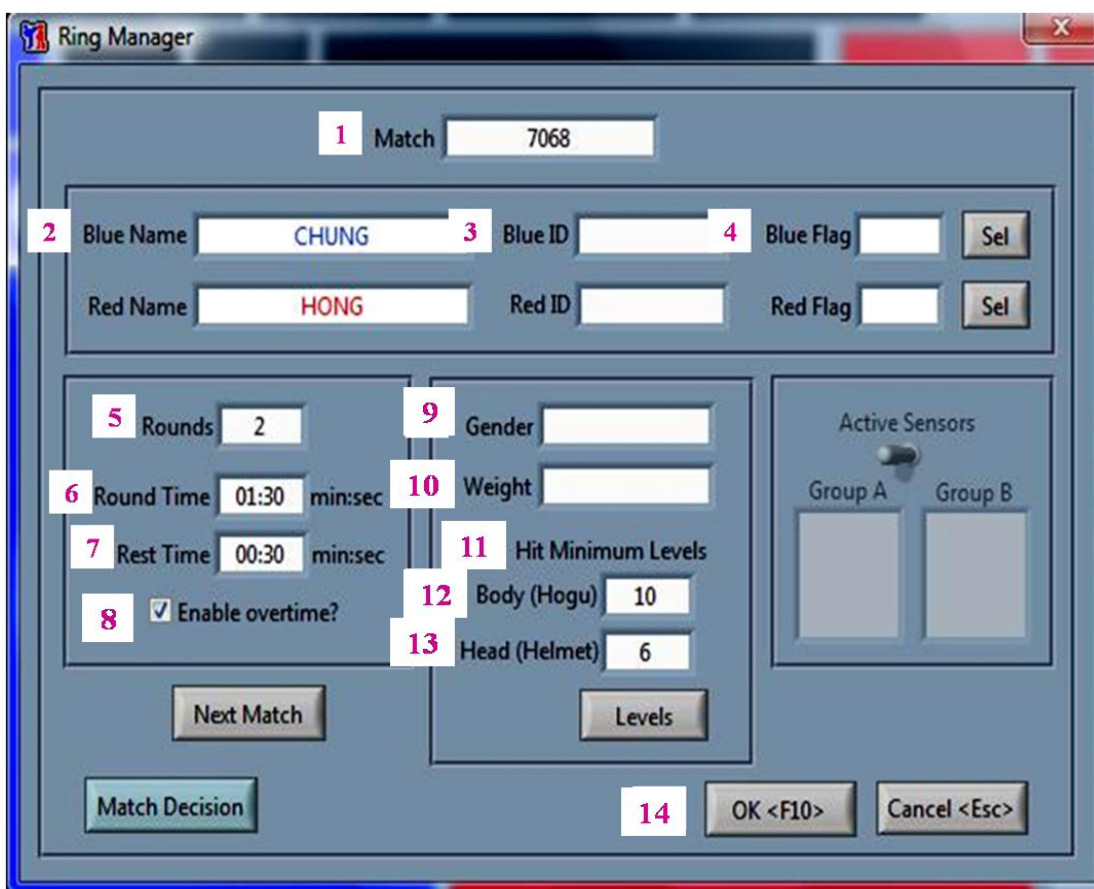 Ring Manager
X
1 Match 7068
2 Blue Name CHUNG 3 Blue ID 4 Blue Flag Sel
Red Name HONG Red ID Red Flag Sel
5 Rounds 2
6 Round Time 01:30 min:sec
7 Rest Time 00:30 min:sec
8 Enable overtime?
Next Match
Match Decision
9 Gender
10 Weight
11 Hit Minimum Levels
12 Body (Hogu) 10
13 Head (Helmet) 6
Levels
Active Sensors
Group A Group B
14 OK <F10> Cancel <Esc>